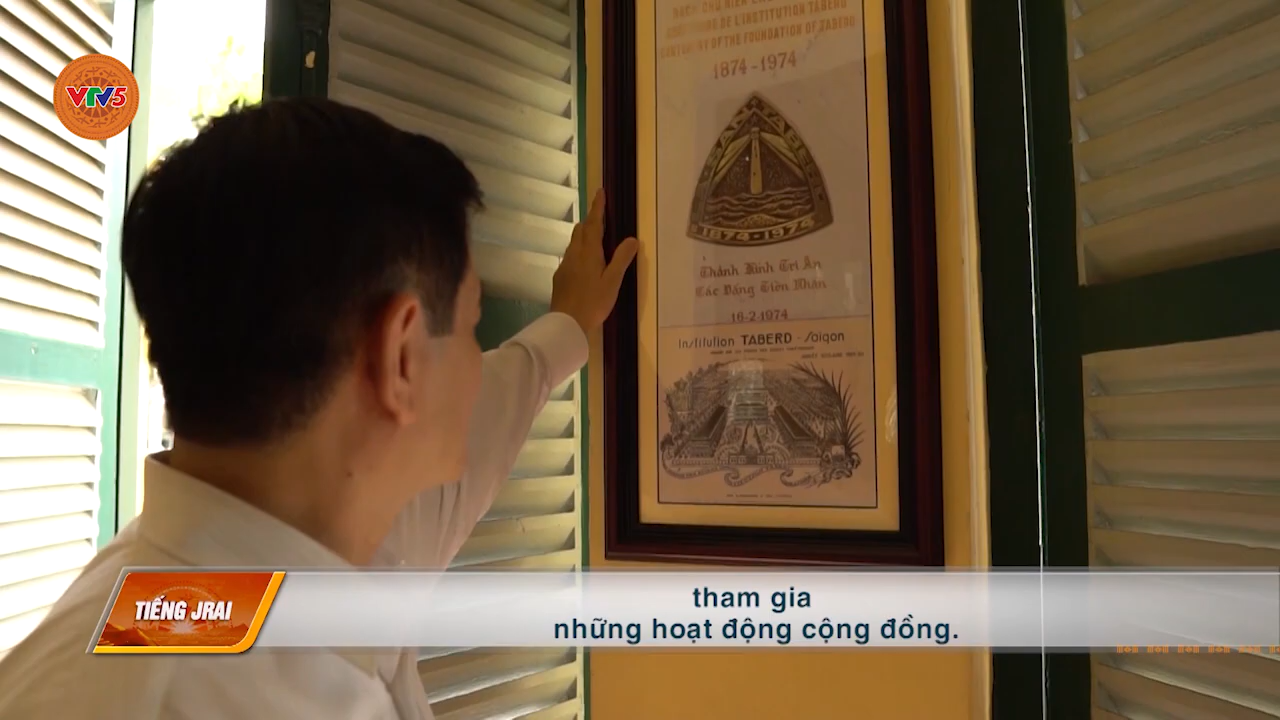 VTV5
CENTENARY OF THE FOUNDATION OF TABERD
1874-1974
1874-1974
Thành Kính Tri Ân
Các Đấng Tiền Nhân
16-2-1974
Institution TABERD - Saigon
TIẾNG JRAI
tham gia
những hoạt động cộng đồng.